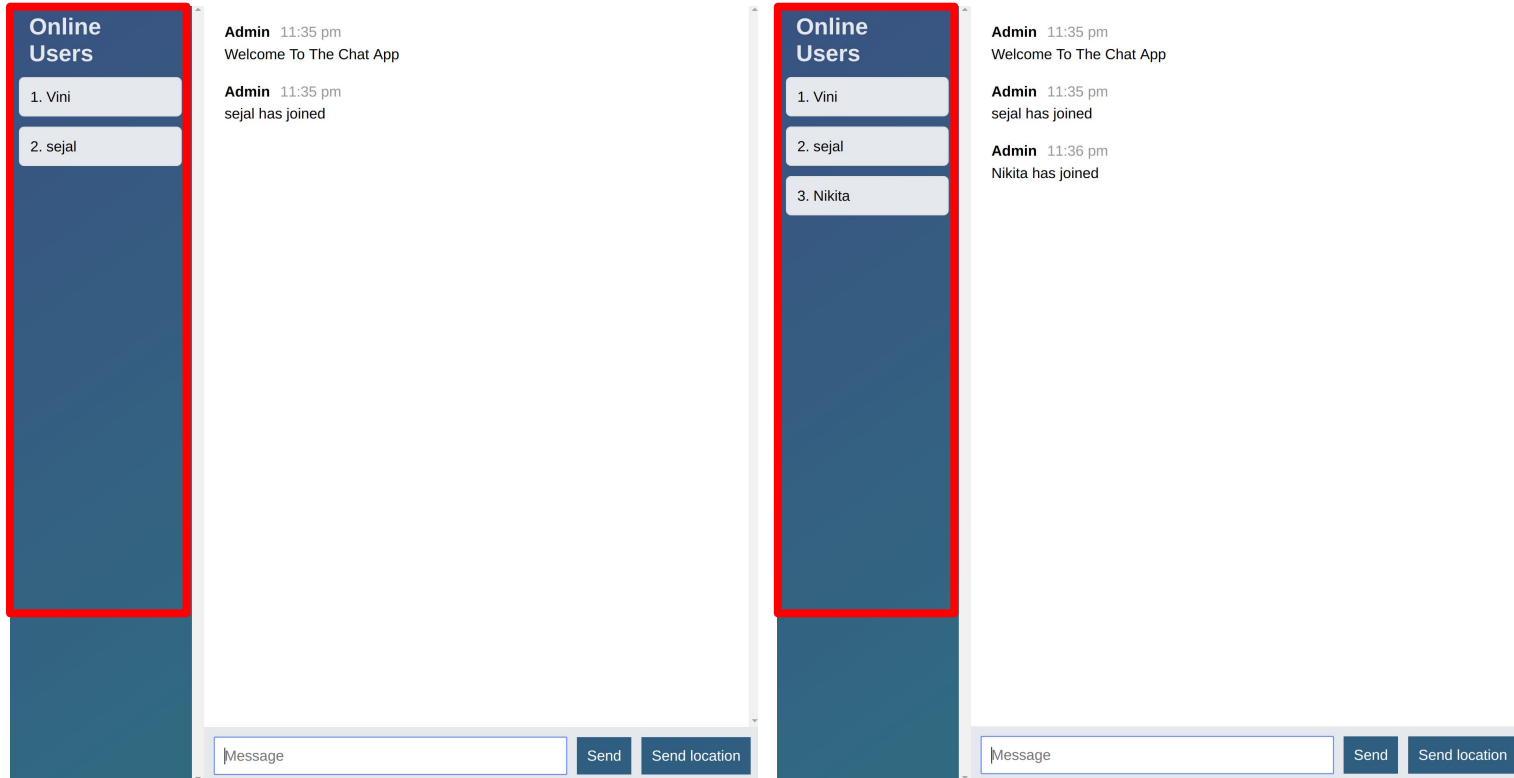 Online
Users
1. Vini
2. sejal
Admin 11:35 pm
Welcome To The Chat App
Admin 11:35 pm
sejal has joined
Message
Send
Send location
Online
Users
1. Vini
2. sejal
3. Nikita
Admin 11:35 pm
Welcome To The Chat App
Admin 11:35 pm
sejal has joined
Admin 11:36 pm
Nikita has joined
Message
Send
Send location